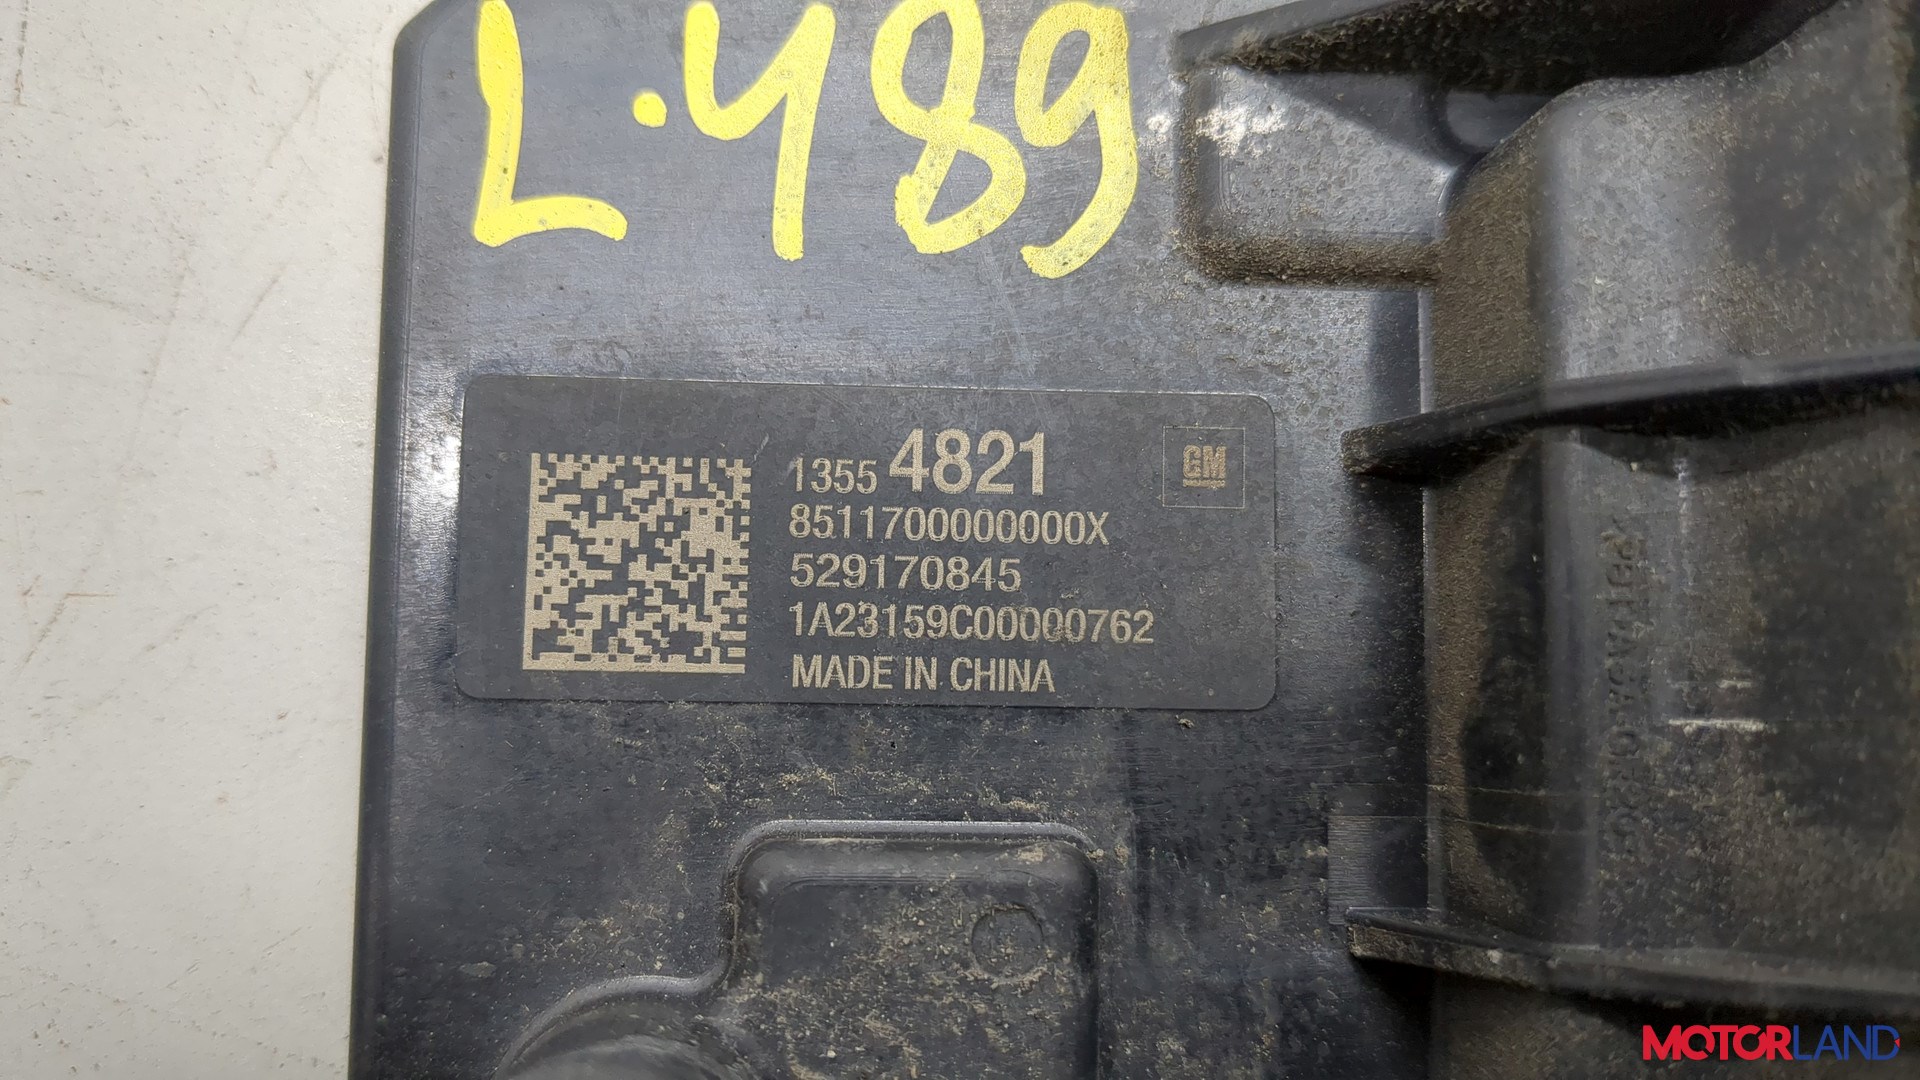 L.489
1355 4821
GM
8511700000000X
529170845
1A23159C00000762
MADE IN CHINA
MOTORLAND